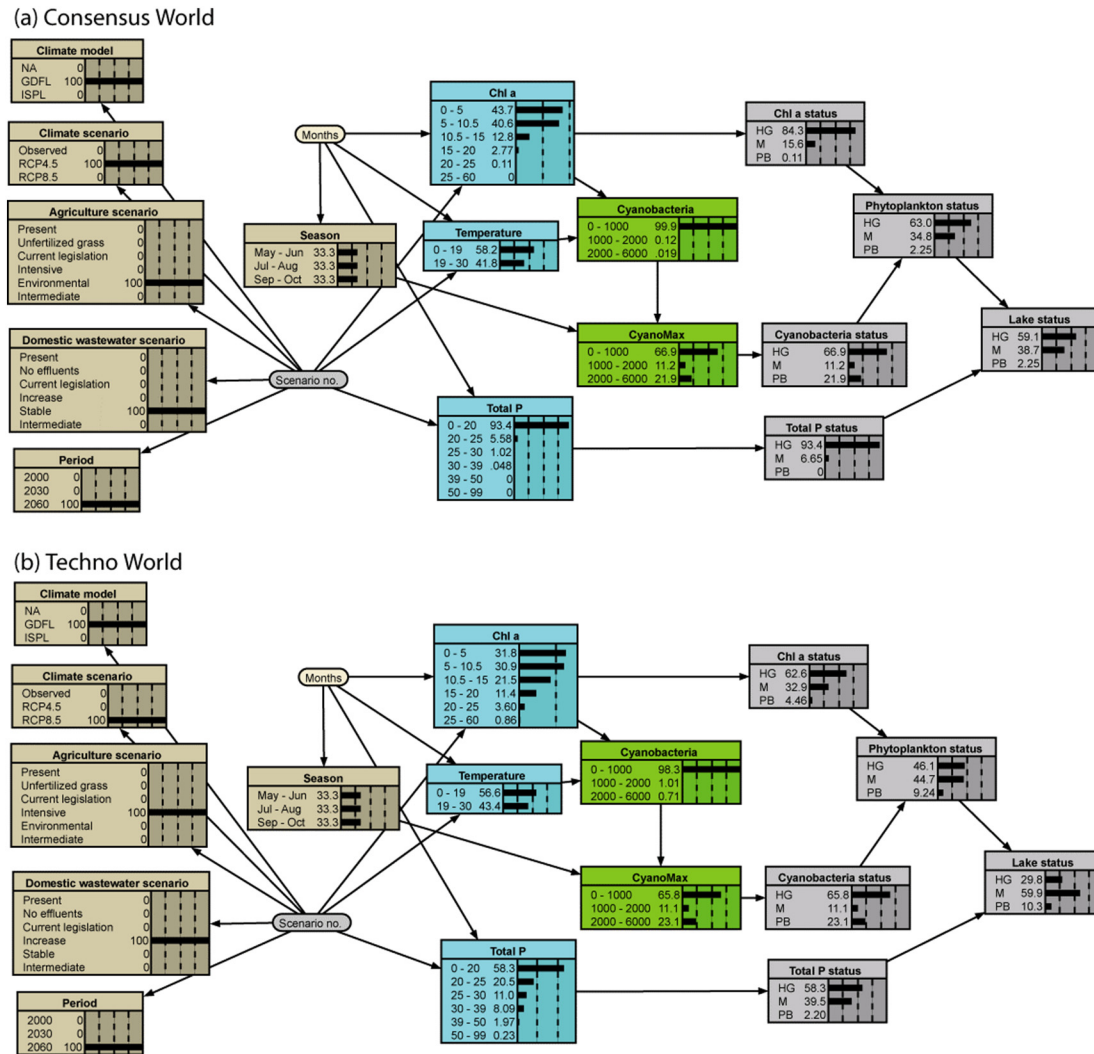 (a) Consensus World
Climate model
NA 0
GDFL 100
ISPL 0
Climate scenario
Observed 0
RCP4.5 100
RCP8.5 0
Agriculture scenario
Present 0
Unfertilized grass 0
Current legislation 0
Intensive 0
Environmental 100
Intermediate 0
Domestic wastewater scenario
Present 0
No effluents 0
Current legislation 0
Increase 0
Stable 100
Intermediate 0
Period
2000 0
2030 0
2060 100
Months
Season
May - Jun 33.3
Jul - Aug 33.3
Sep - Oct 33.3
Scenario no.
Chl a
0 - 5 43.7
5 - 10.5 40.6
10.5 - 15 12.8
15 - 20 2.77
20 - 25 0.11
25 - 60 0
Temperature
0 - 19 58.2
19 - 30 41.8
Total P
0 - 20 93.4
20 - 25 5.58
25 - 30 1.02
30 - 39 .048
39 - 50 0
50 - 99 0
Cyanobacteria
0 - 1000 99.9
1000 - 2000 0.12
2000 - 6000 .019
CyanoMax
0 - 1000 66.9
1000 - 2000 11.2
2000 - 6000 21.9
Chl a status
HG 84.3
M 15.6
PB 0.11
Cyanobacteria status
HG 66.9
M 11.2
PB 21.9
Total P status
HG 93.4
M 6.65
PB 0
Phytoplankton status
HG 63.0
M 34.8
PB 2.25
Lake status
HG 59.1
M 38.7
PB 2.25
(b) Techno World
Climate model
NA 0
GDFL 100
ISPL 0
Climate scenario
Observed 0
RCP4.5 0
RCP8.5 100
Agriculture scenario
Present 0
Unfertilized grass 0
Current legislation 0
Intensive 100
Environmental 0
Intermediate 0
Domestic wastewater scenario
Present 0
No effluents 0
Current legislation 0
Increase 100
Stable 0
Intermediate 0
Period
2000 0
2030 0
2060 100
Months
Season
May - Jun 33.3
Jul - Aug 33.3
Sep - Oct 33.3
Scenario no.
Chl a
0 - 5 31.8
5 - 10.5 30.9
10.5 - 15 21.5
15 - 20 11.4
20 - 25 3.60
25 - 60 0.86
Temperature
0 - 19 56.6
19 - 30 43.4
Total P
0 - 20 58.3
20 - 25 20.5
25 - 30 11.0
30 - 39 8.09
39 - 50 1.97
50 - 99 0.23
Cyanobacteria
0 - 1000 98.3
1000 - 2000 1.01
2000 - 6000 0.71
CyanoMax
0 - 1000 65.8
1000 - 2000 11.1
2000 - 6000 23.1
Chl a status
HG 62.6
M 32.9
PB 4.46
Cyanobacteria status
HG 65.8
M 11.1
PB 23.1
Total P status
HG 58.3
M 39.5
PB 2.20
Phytoplankton status
HG 46.1
M 44.7
PB 9.24
Lake status
HG 29.8
M 59.9
PB 10.3